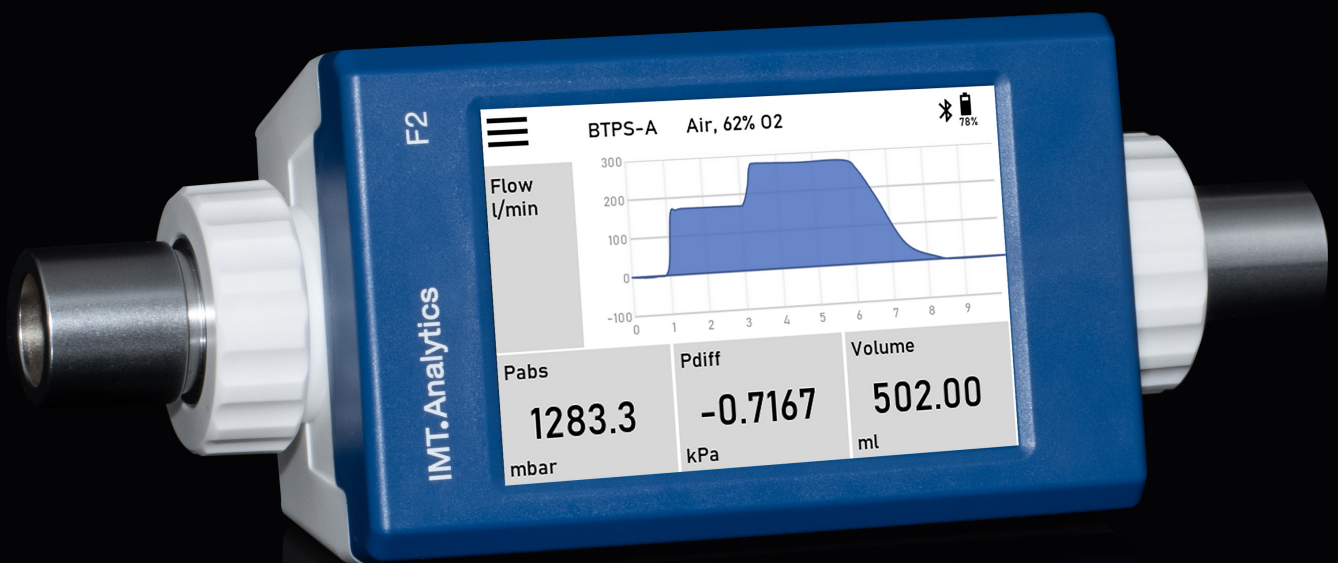 F2
IMT.Analytics
BTPS-A Air, 62% O2
78%
Flow
l/min
300
200
100
0
-100
0 1 2 3 4 5 6 7 8 9
Pabs
1283.3
mbar
Pdiff
-0.7167
kPa
Volume
502.00
ml